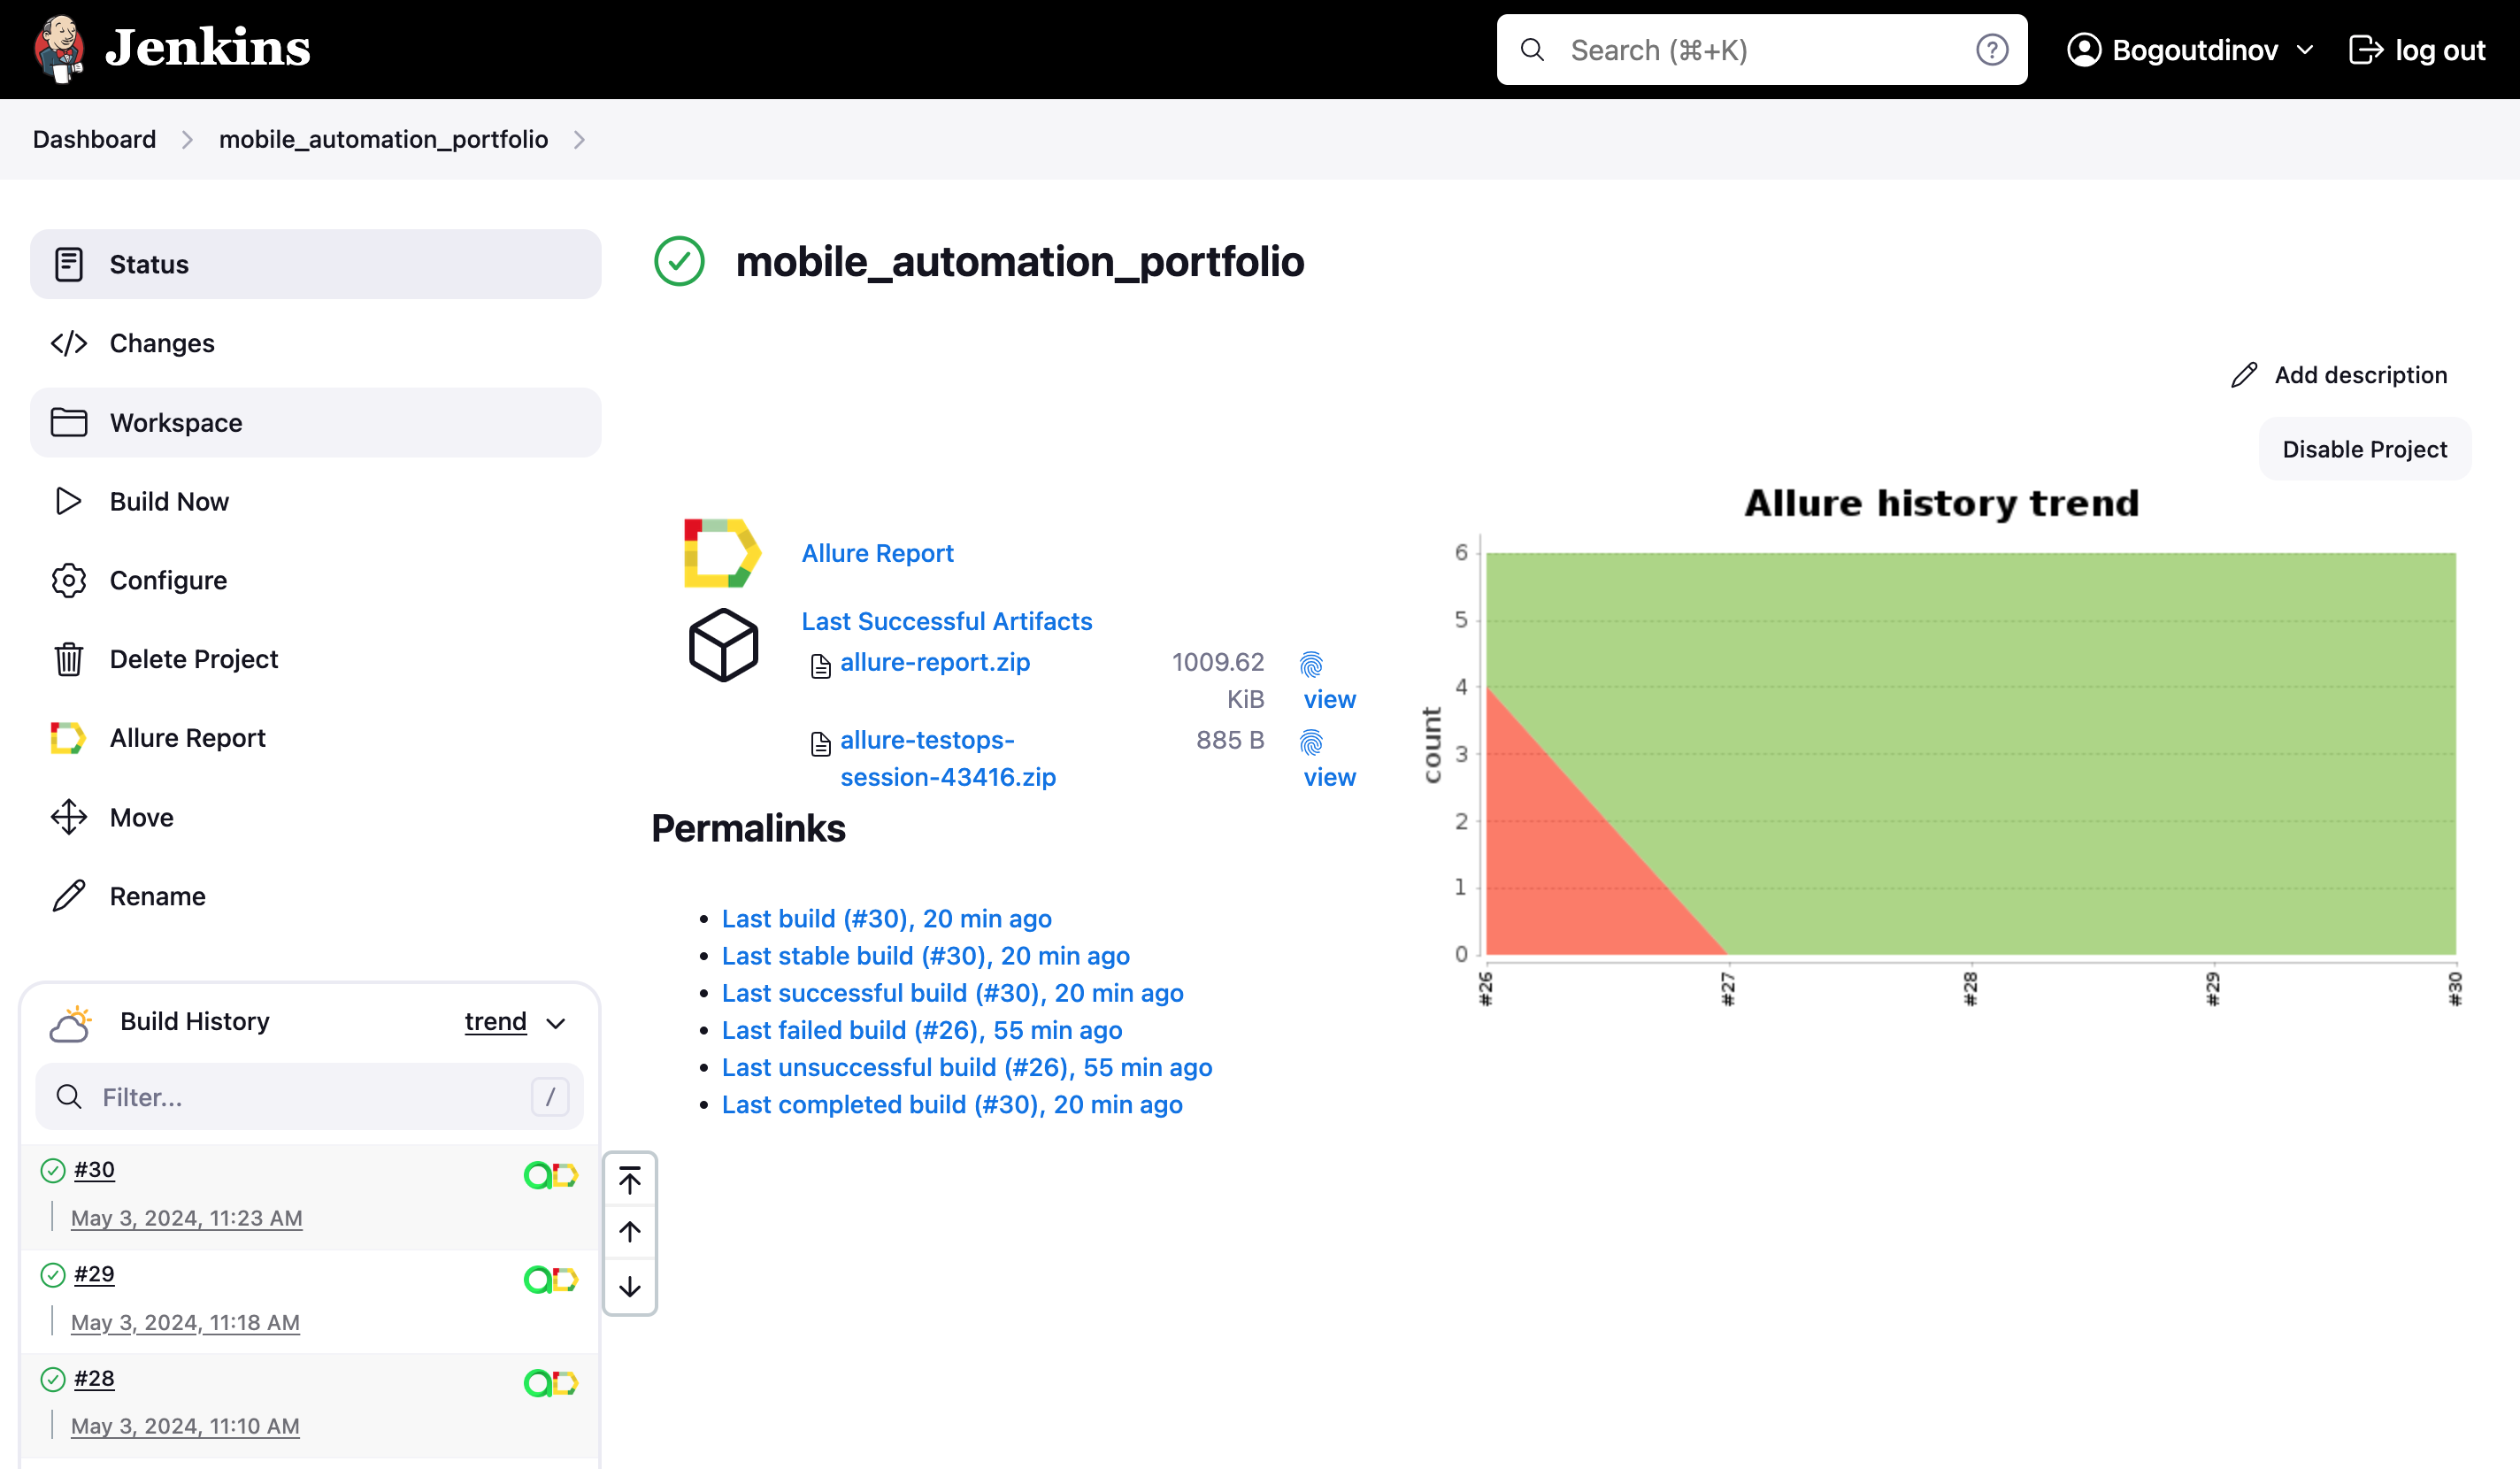 Jenkins
Search (⌘+K)
Bogoutdinov
log out
Dashboard
mobile_automation_portfolio
Status
Changes
Workspace
Build Now
Configure
Delete Project
Allure Report
Move
Rename
Build History
trend
Filter...
/
#30
May 3, 2024, 11:23 AM
#29
May 3, 2024, 11:18 AM
#28
May 3, 2024, 11:10 AM
mobile_automation_portfolio
Add description
Disable Project
Allure Report
Last Successful Artifacts
allure-report.zip
1009.62
KiB
view
allure-testops-
session-43416.zip
885 B
view
Permalinks
Last build (#30), 20 min ago
Last stable build (#30), 20 min ago
Last successful build (#30), 20 min ago
Last failed build (#26), 55 min ago
Last unsuccessful build (#26), 55 min ago
Last completed build (#30), 20 min ago
Allure history trend
count
6
5
4
3
2
1
0
#26
#27
#28
#29
#30